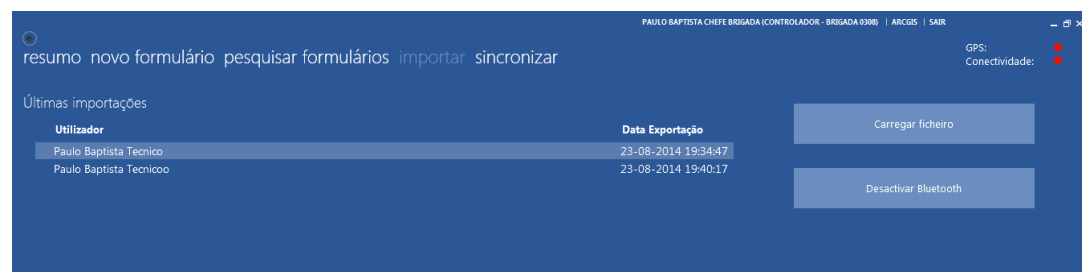 PAULO BAPTISTA CHEFE BRIGADA (CONTROLADOR - BRIGADA 0308) | ARCGIS | SAIR
resumo novo formulário pesquisar formulários importar sincronizar
GPS:
Conectividade:
Últimas importações
Utilizador Data Exportação
Paulo Baptista Tecnico 23-08-2014 19:34:47
Paulo Baptista Tecnicoo 23-08-2014 19:40:17
Carregar ficheiro
Desactivar Bluetooth